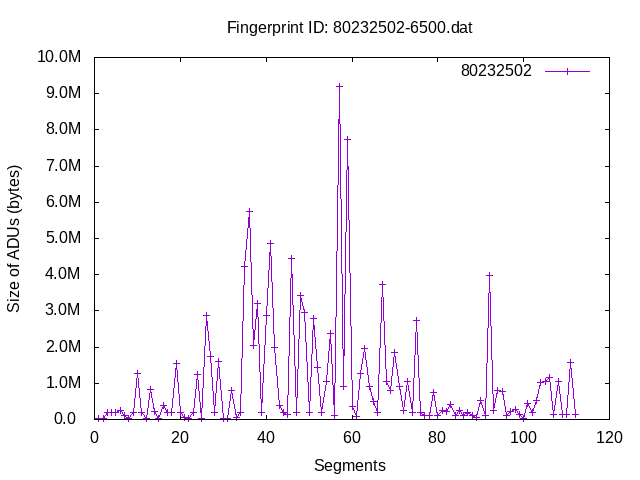 Fingerprint ID: 80232502-6500.dat
80232502
10.0M
9.0M
8.0M
7.0M
6.0M
5.0M
4.0M
3.0M
2.0M
1.0M
0.0
Size of ADUs (bytes)
0 20 40 60 80 100 120
Segments